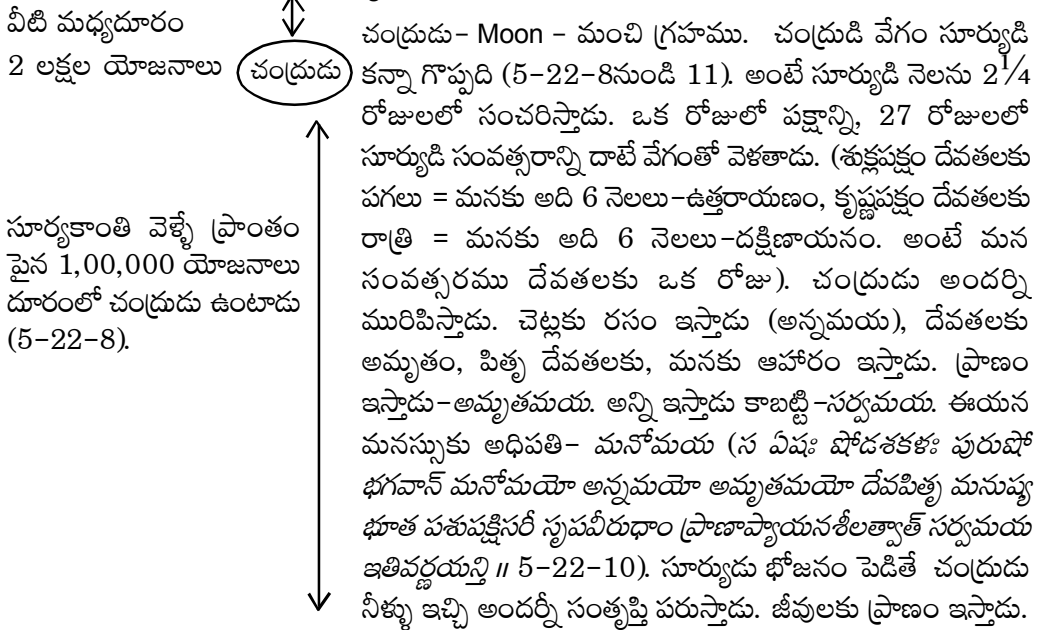 వీటి మధ్యదూరం
2 లక్షల యోజనాలు
చంద్రుడు
సూర్యకాంతి వెళ్ళే ప్రాంతం
పైన 1,00,000 యోజనాలు
దూరంలో చంద్రుడు ఉంటాడు
(5-22-8).
చంద్రుడు- Moon - మంచి గ్రహము. చంద్రుడి వేగం సూర్యుడి
కన్నా గొప్పది (5-22-8నుండి 11). అంటే సూర్యుడి నెలను 2¼
రోజులలో సంచరిస్తాడు. ఒక రోజులో పక్షాన్ని, 27 రోజులలో
సూర్యుడి సంవత్సరాన్ని దాటే వేగంతో వెళతాడు. (శుక్లపక్షం దేవతలకు
పగలు = మనకు అది 6 నెలలు-ఉత్తరాయణం, కృష్ణపక్షం దేవతలకు
రాత్రి = మనకు అది 6 నెలలు-దక్షిణాయనం. అంటే మన
సంవత్సరము దేవతలకు ఒక రోజు). చంద్రుడు అందర్ని
మురిపిస్తాడు. చెట్లకు రసం ఇస్తాడు (అన్నమయ), దేవతలకు
అమృతం, పితృ దేవతలకు, మనకు ఆహారం ఇస్తాడు. ప్రాణం
ఇస్తాడు-అమృతమయ. అన్ని ఇస్తాడు కాబట్టి-సర్వమయ. ఈయన
మనస్సుకు అధిపతి- మనోమయ (స ఏషః షోడశకళః పురుషో
భగవాన్ మనోమయో అన్నమయో అమృతమయో దేవపితృ మనుష్య
భూత పశుపక్షిసరీ సృపవీరుధాం ప్రాణాప్యాయనశీలత్వాత్ సర్వమయ
ఇతివర్ణయన్తి ॥ 5-22-10). సూర్యుడు భోజనం పెడితే చంద్రుడు
నీళ్ళు ఇచ్చి అందర్నీ సంతృప్తి పరుస్తాడు. జీవులకు ప్రాణం ఇస్తాడు.